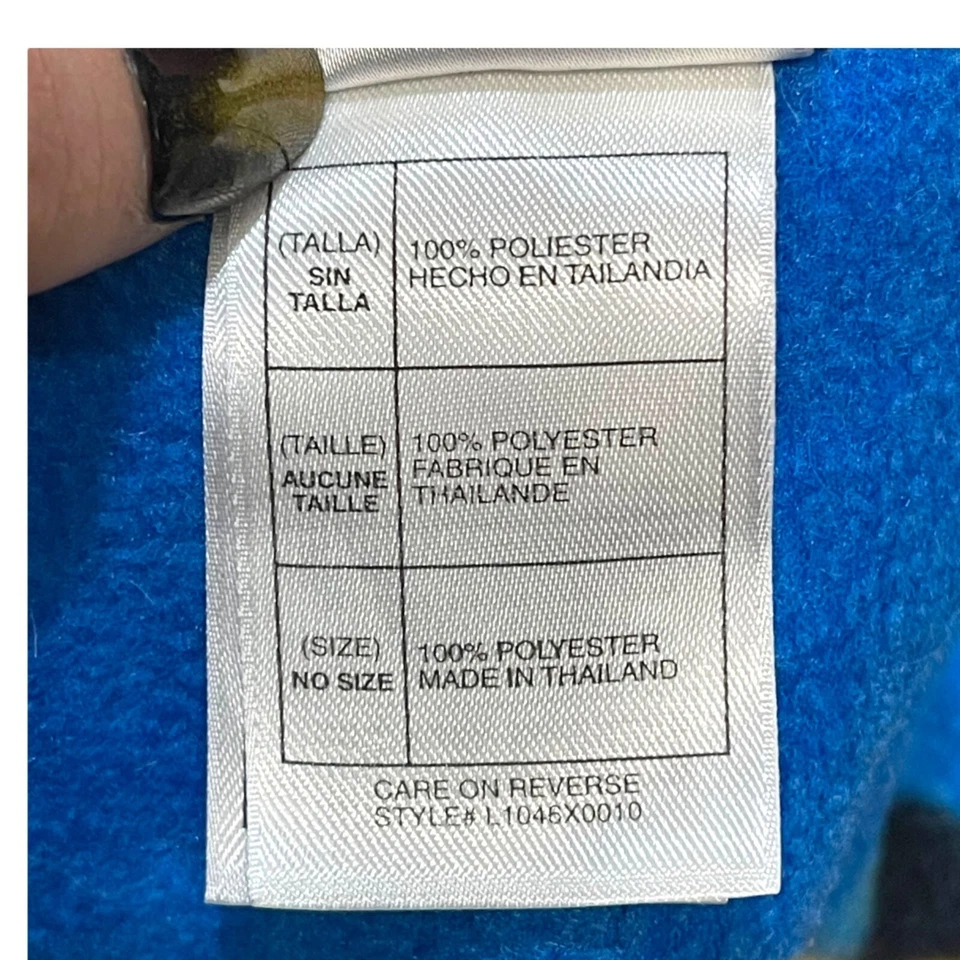 (TALLA)
SIN
TALLA
100% POLIESTER
HECHO EN TAILANDIA
(TAILLE)
AUCUNE
TAILLE
100% POLYESTER
FABRIQUE EN
THAILANDE
(SIZE)
NO SIZE
100% POLYESTER
MADE IN THAILAND
CARE ON REVERSE
STYLE# L1046X0010